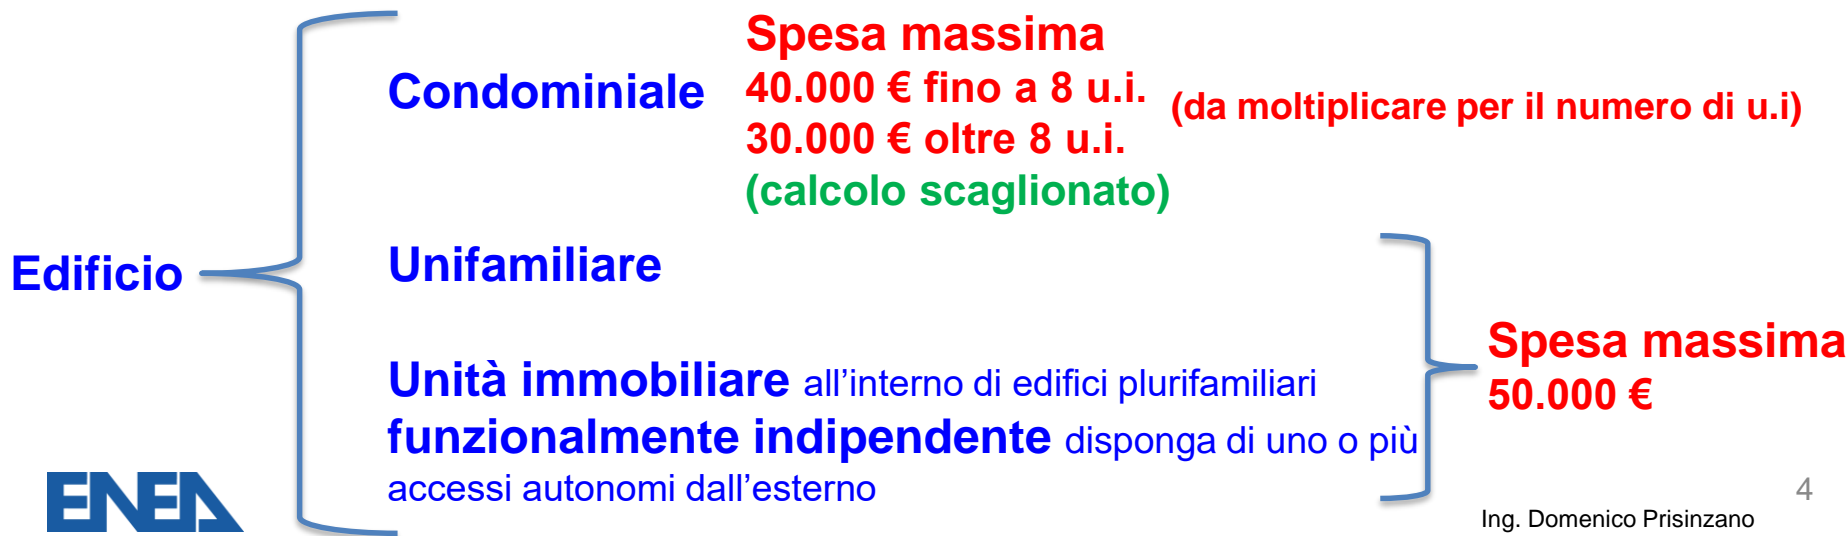 Edificio
Condominiale
Spesa massima
40.000 € fino a 8 u.i.
30.000 € oltre 8 u.i.
(calcolo scaglionato)
(da moltiplicare per il numero di u.i)
Unifamiliare
Unità immobiliare all’interno di edifici plurifamiliari
funzionalmente indipendente disponga di uno o più
accessi autonomi dall’esterno
Spesa massima
50.000 €
ENEA
4
Ing. Domenico Prisinzano